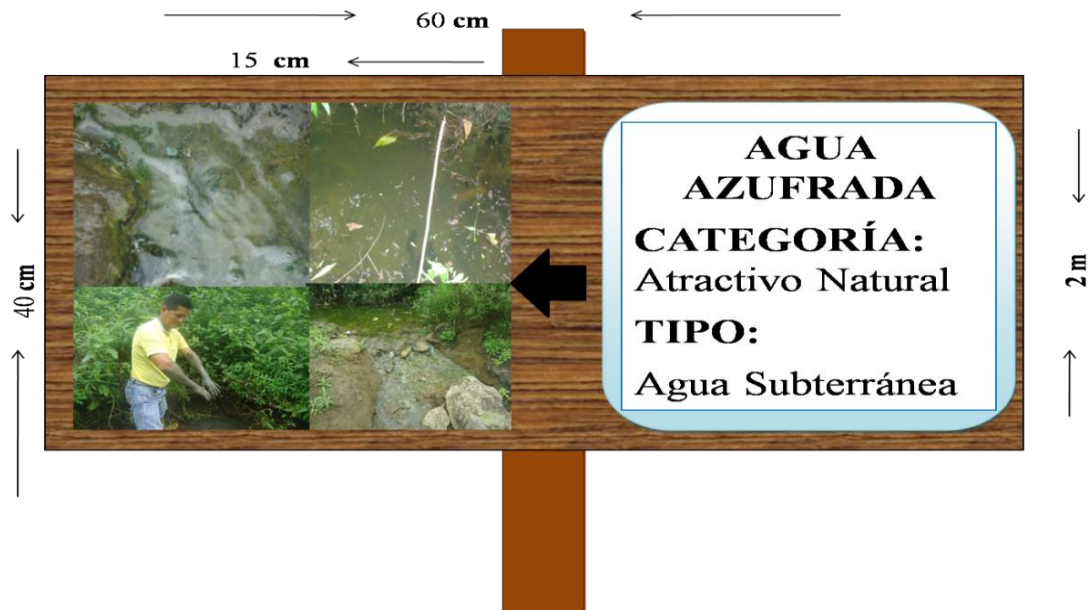 60 cm
15 cm
40 cm
2 m
AGUA
AZUFRADA
CATEGORÍA:
Atractivo Natural
TIPO:
Agua Subterránea